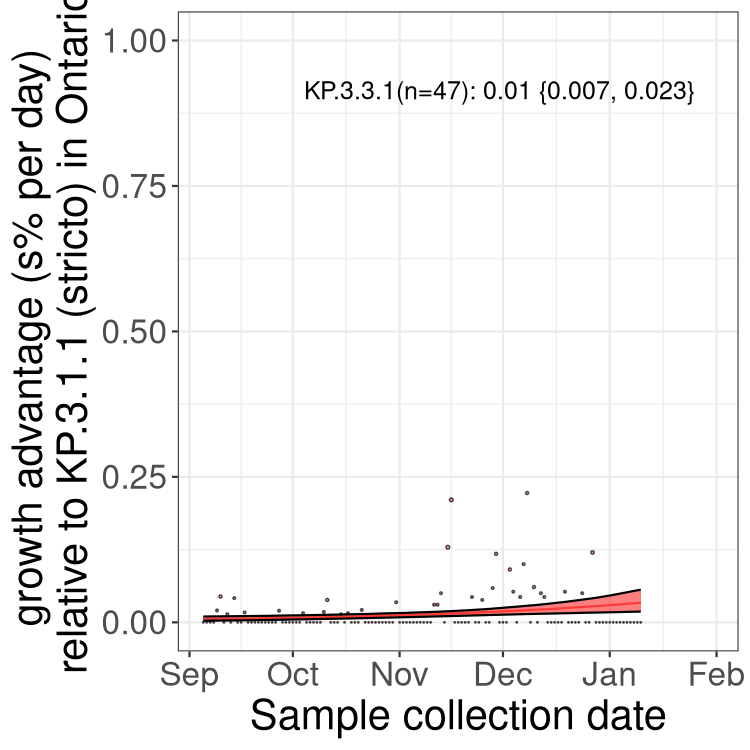 growth advantage (s% per day)
relative to KP.3.1.1 (stricto) in Ontario
1.00
0.75
0.50
0.25
0.00
KP.3.3.1(n=47): 0.01 {0.007, 0.023}
Sep Oct Nov Dec Jan Feb
Sample collection date